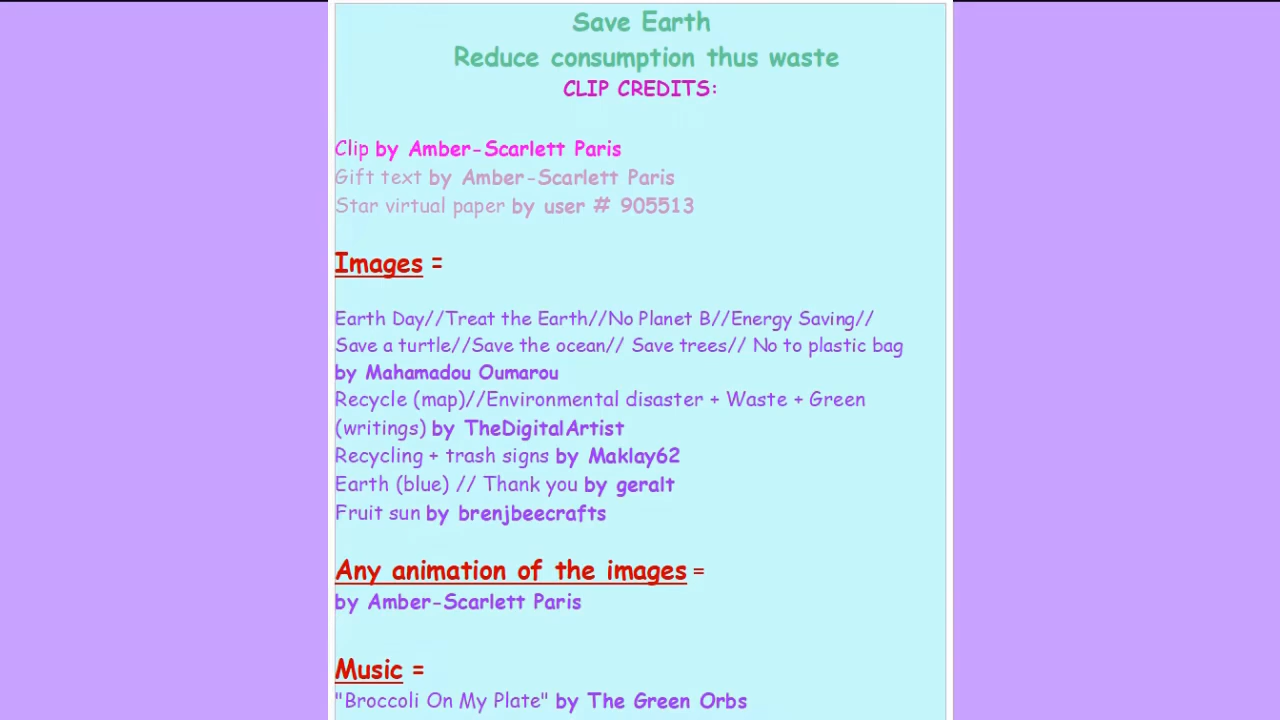 Save Earth
Reduce consumption thus waste
CLIP CREDITS:
Clip by Amber-Scarlett Paris
Gift text by Amber-Scarlett Paris
Star virtual paper by user # 905513
Images =
Earth Day//Treat the Earth//No Planet B//Energy Saving//
Save a turtle//Save the ocean// Save trees// No to plastic bag
by Mahamadou Oumarou
Recycle (map)//Environmental disaster + Waste + Green
(writings) by TheDigitalArtist
Recycling + trash signs by Maklay62
Earth (blue) // Thank you by geralt
Fruit sun by brenjbeecrafts
Any animation of the images =
by Amber-Scarlett Paris
Music =
"Broccoli On My Plate" by The Green Orbs